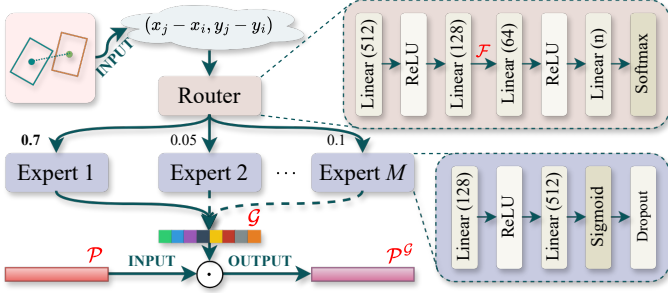 (x_j − x_i, y_j − y_i)
INPUT
Router
0.7
0.05
0.1
Expert 1
Expert 2
...
Expert M
𝒢
𝒫
INPUT
OUTPUT
𝒫^𝒢
Linear (512)
ReLU
Linear (128)
ℱ
Linear (64)
ReLU
Linear (n)
Softmax
Linear (128)
ReLU
Linear (512)
Sigmoid
Dropout